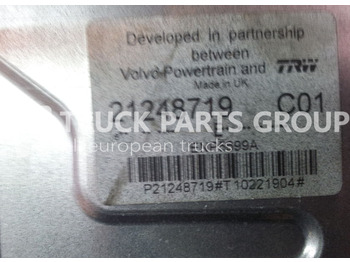 Developed in partnership
between
Volvo-Powertrain and TRW
Made in UK
21248719 C01
TRUCK PARTS GROUP
european trucks
P21248719#T10221904#